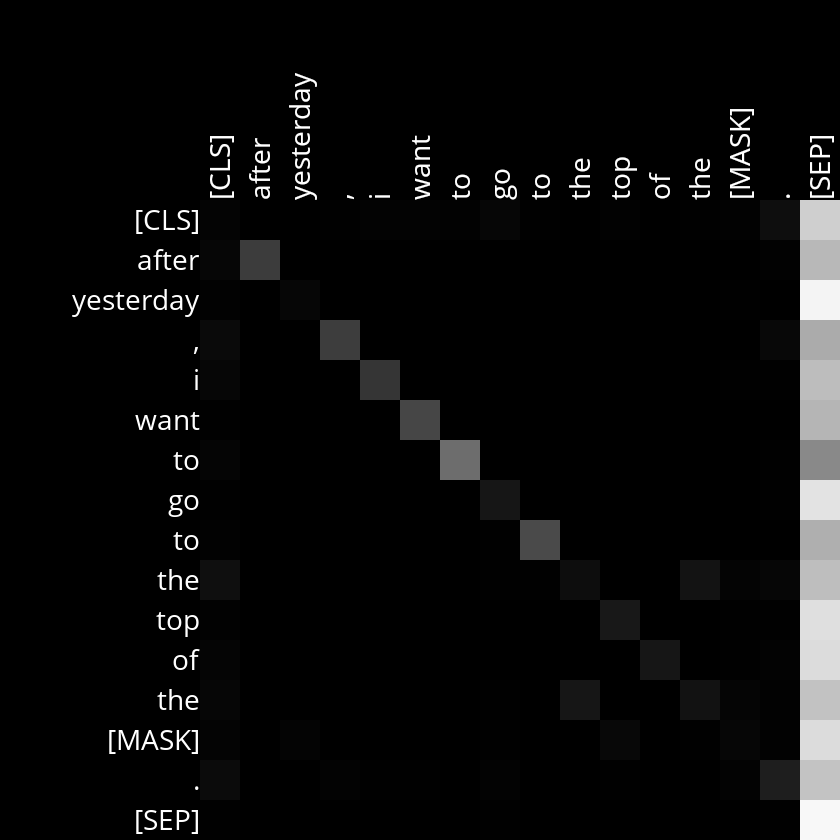 [CLS] after yesterday , i want to go to the top of the [MASK] . [SEP]
[CLS]
after
yesterday
,
i
want
to
go
to
the
top
of
the
[MASK]
.
[SEP]